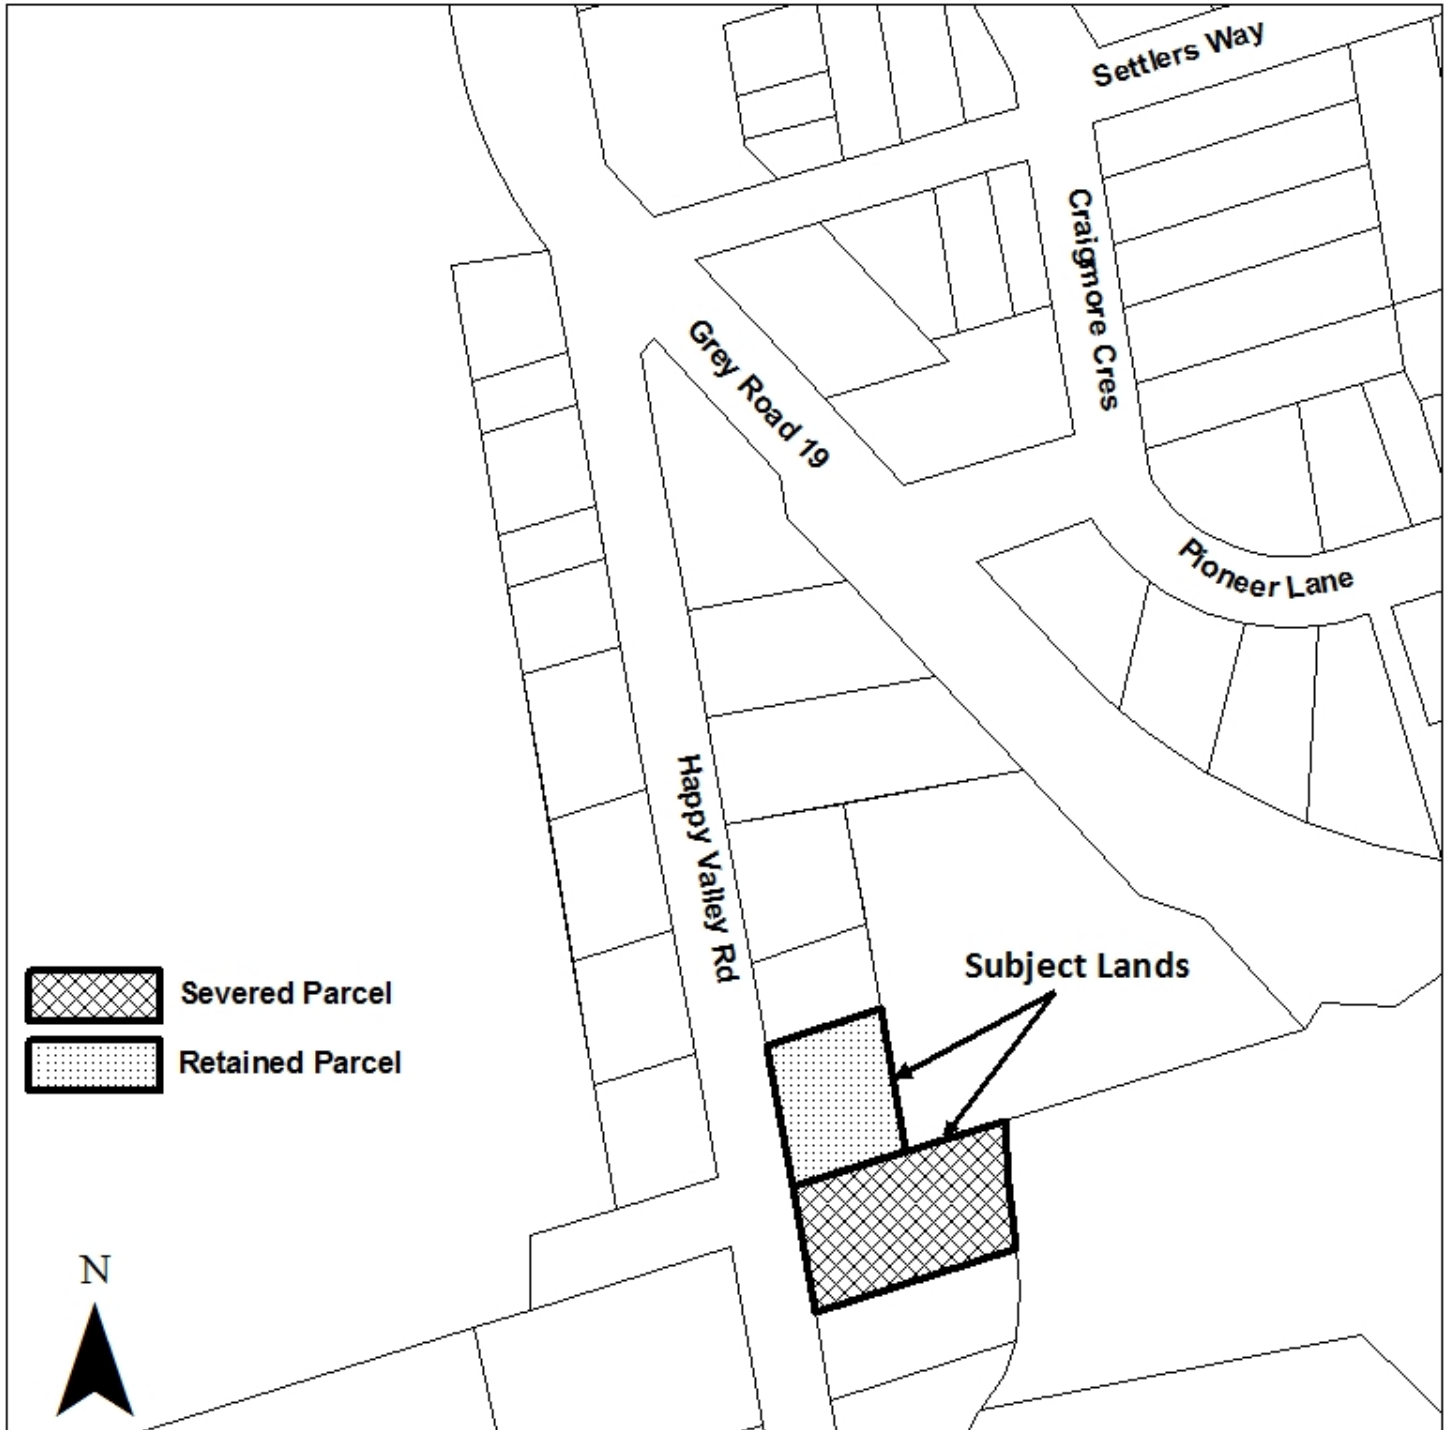 Settlers Way
Craigmore Cres
Grey Road 19
Pioneer Lane
Happy Valley Rd
Subject Lands
Severed Parcel
Retained Parcel
N